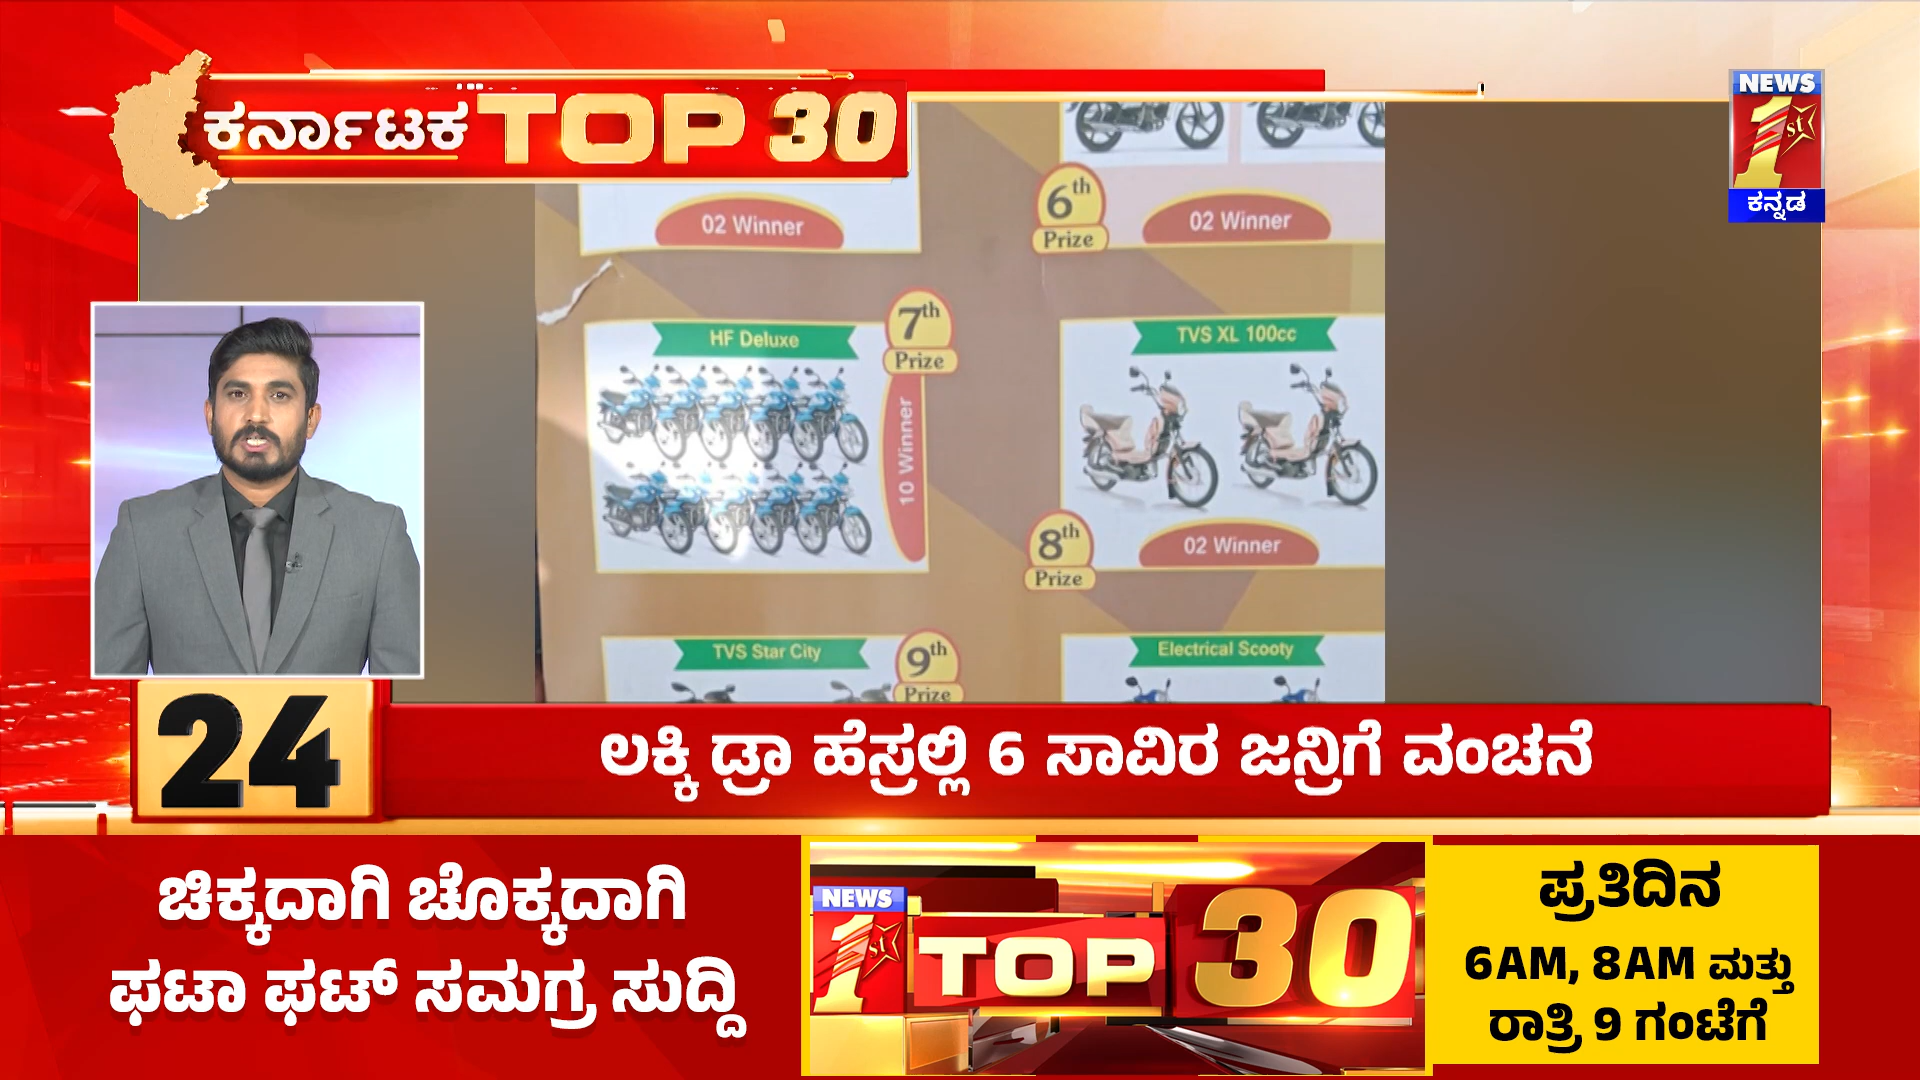 ಕರ್ನಾಟಕ TOP 30
NEWS
1st
ಕನ್ನಡ
02 Winner
6th
Prize
02 Winner
HF Deluxe
7th
Prize
10 Winner
TVS XL 100cc
8th
Prize
02 Winner
TVS Star City
9th
Prize
Electrical Scooty
24
ಲಕ್ಕಿ ಡ್ರಾ ಹೆಸ್ರಲ್ಲಿ 6 ಸಾವಿರ ಜನ್ರಿಗೆ ವಂಚನೆ
ಚಿಕ್ಕದಾಗಿ ಚೊಕ್ಕದಾಗಿ
ಫಟಾ ಫಟ್ ಸಮಗ್ರ ಸುದ್ದಿ
NEWS
1st
TOP 30
ಪ್ರತಿದಿನ
6AM, 8AM ಮತ್ತು
ರಾತ್ರಿ 9 ಗಂಟೆಗೆ